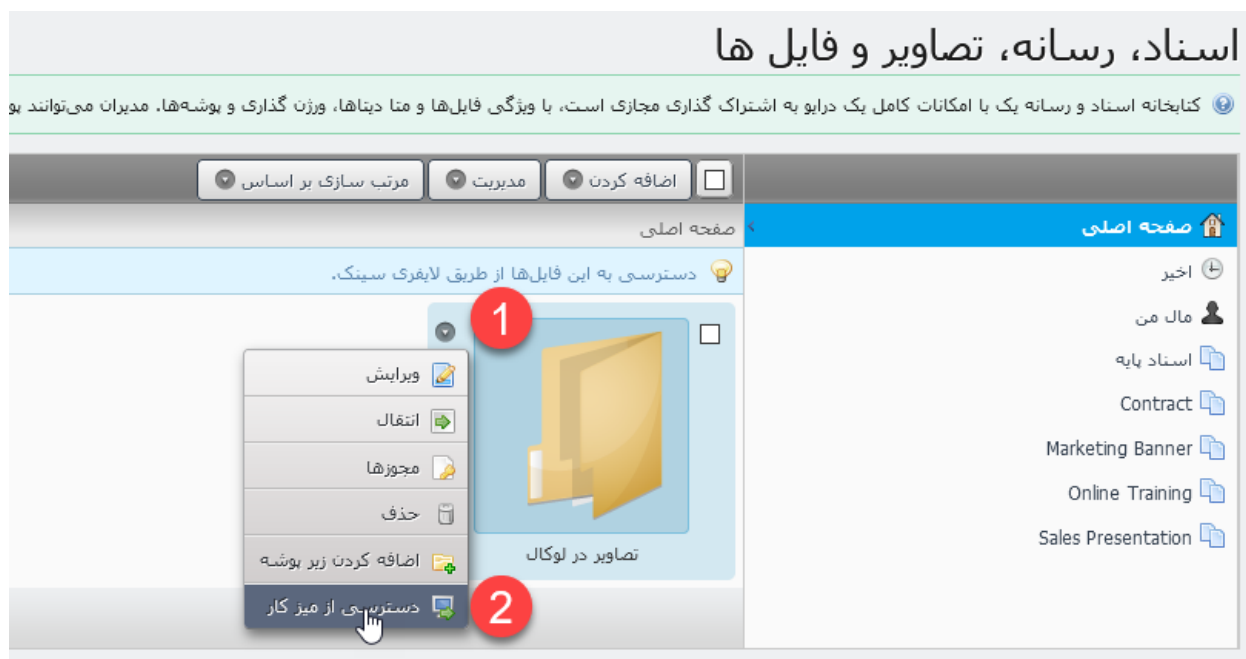 اسناد، رسانه، تصاویر و فایل ها
کتابخانه اسناد و رسانه یک با امکانات کامل یک درایو به اشتراک گذاری مجازی است، با ویژگی فایل‌ها و متا دیتاها، ورژن گذاری و پوشه‌ها. مدیران می‌توانند
اضافه کردن
مدیریت
مرتب سازی بر اساس
صفحه اصلی
اخیر
مال من
اسناد پایه
Contract
Marketing Banner
Online Training
Sales Presentation
صفحه اصلی
دسترسی به این فایل‌ها از طریق لایفری سینک.
1
تصاویر در لوکال
ویرایش
انتقال
مجوزها
حذف
اضافه کردن زیر پوشه
دسترسی از میز کار
2